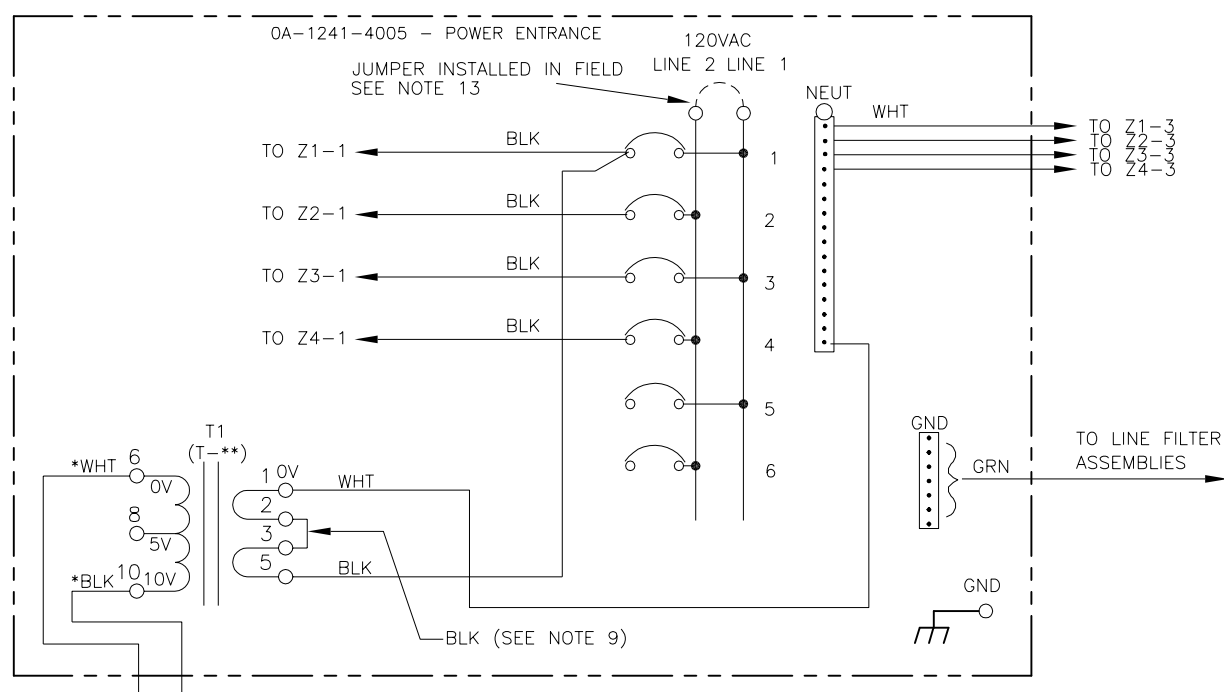 0A-1241-4005 - POWER ENTRANCE
120VAC
LINE 2 LINE 1
JUMPER INSTALLED IN FIELD
SEE NOTE 13
NEUT
WHT
TO Z1-3
TO Z2-3
TO Z3-3
TO Z4-3
TO Z1-1
BLK
1
TO Z2-1
BLK
2
TO Z3-1
BLK
3
TO Z4-1
BLK
4
5
6
GND
GRN
TO LINE FILTER
ASSEMBLIES
T1
(T-**)
*WHT
6
0V
8
5V
*BLK
10
10V
1
0V
WHT
2
3
5
BLK
BLK (SEE NOTE 9)
GND